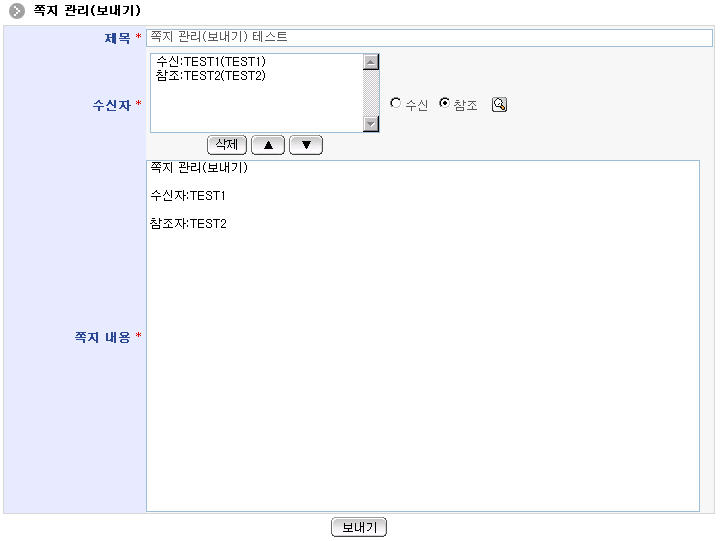 쪽지 관리(보내기)
제목 * 쪽지 관리(보내기) 테스트
수신:TEST1(TEST1)
참조:TEST2(TEST2)
수신자 * 수신 참조
삭제 ▲ ▼
쪽지 관리(보내기)
수신자:TEST1
참조자:TEST2
쪽지 내용 *
보내기